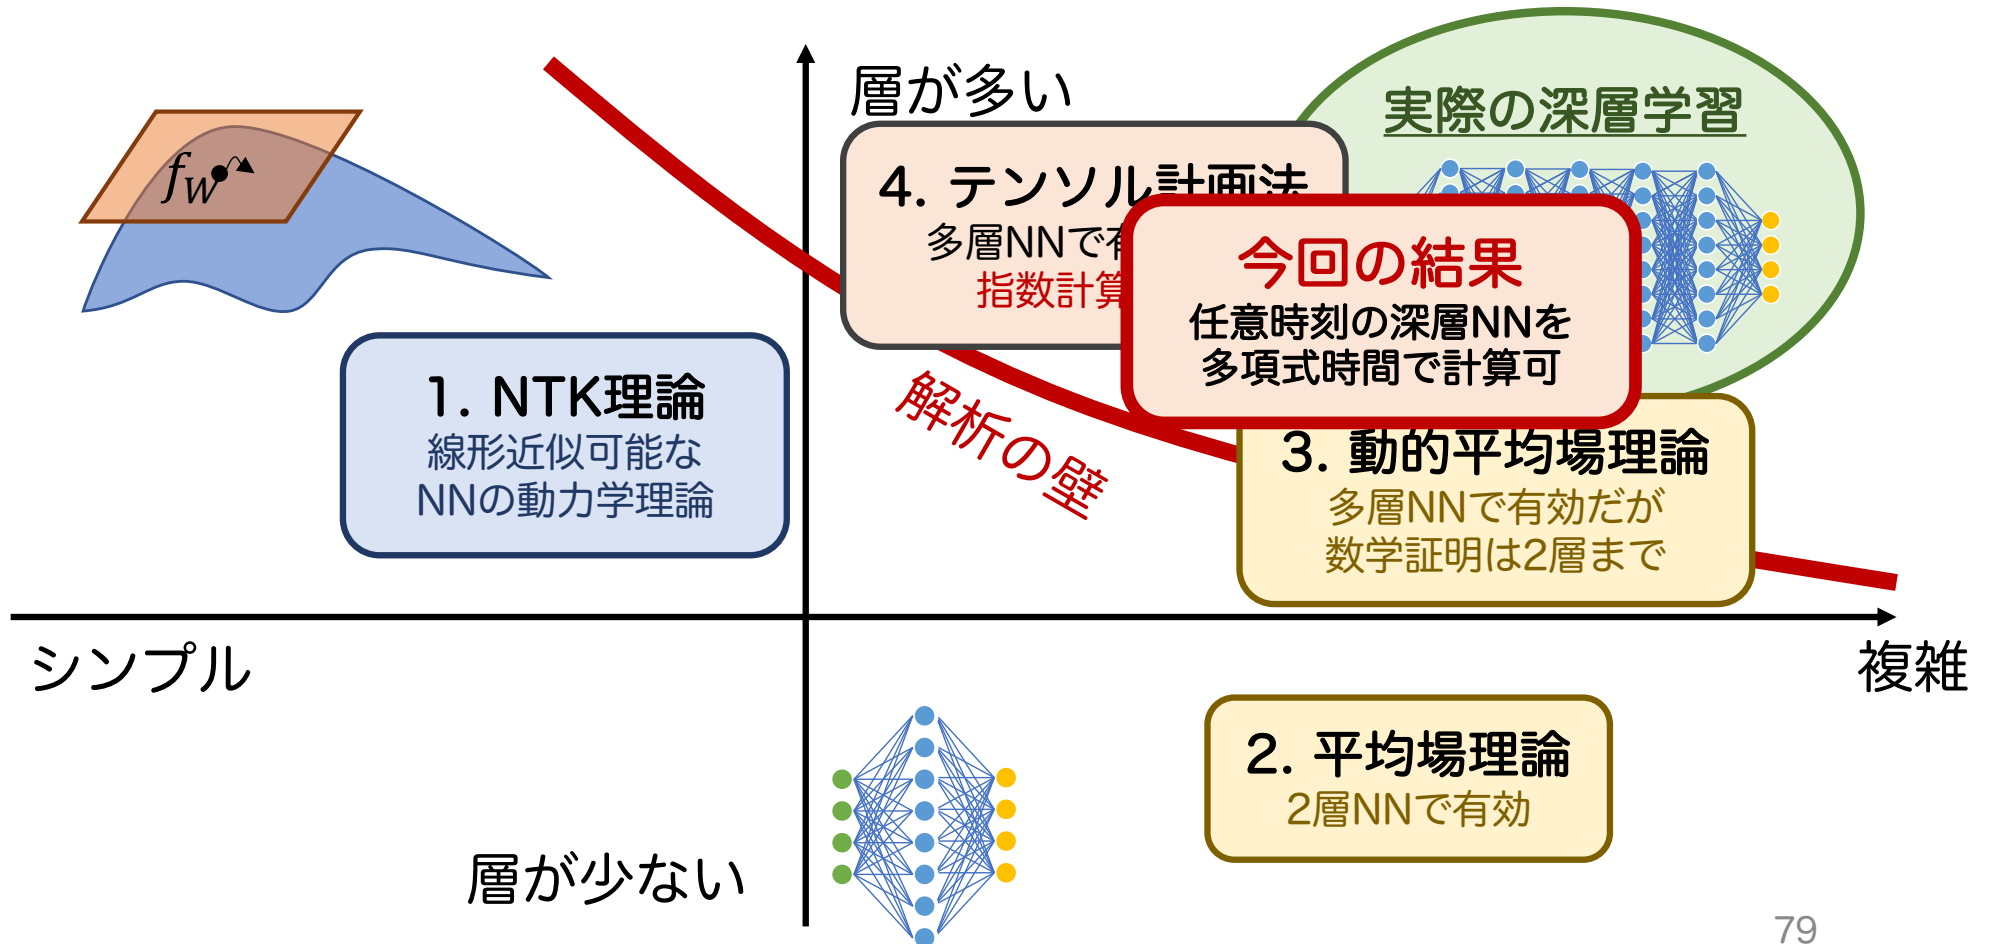 層が多い
実際の深層学習
f_W
4. テンソル計画法
多層NNで
指数計算
今回の結果
任意時刻の深層NNを
多項式時間で計算可
1. NTK理論
線形近似可能な
NNの動力学理論
解析の壁
3. 動的平均場理論
多層NNで有効だが
数学証明は2層まで
シンプル
複雑
2. 平均場理論
2層NNで有効
層が少ない
79